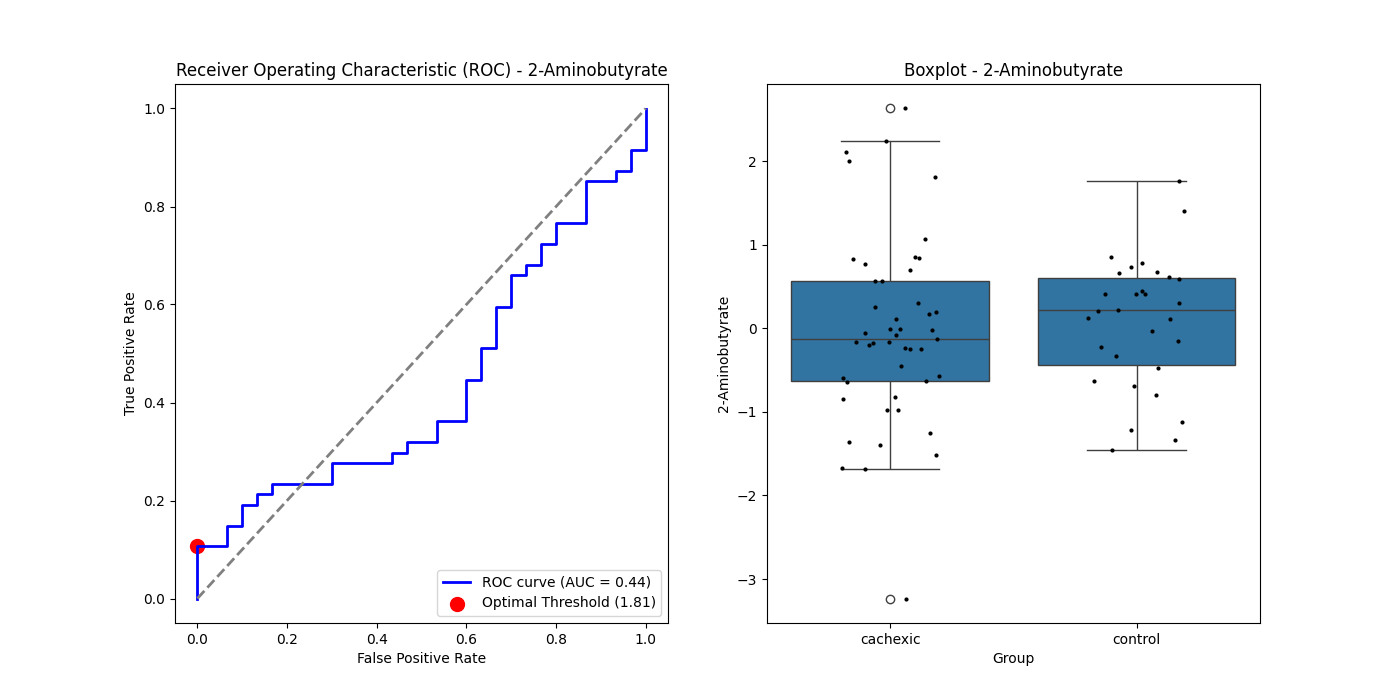 Receiver Operating Characteristic (ROC) - 2-Aminobutyrate
True Positive Rate
1.0
0.8
0.6
0.4
0.2
0.0
ROC curve (AUC = 0.44)
Optimal Threshold (1.81)
0.0 0.2 0.4 0.6 0.8 1.0
False Positive Rate
Boxplot - 2-Aminobutyrate
2-Aminobutyrate
2
1
0
−1
−2
−3
cachexic control
Group